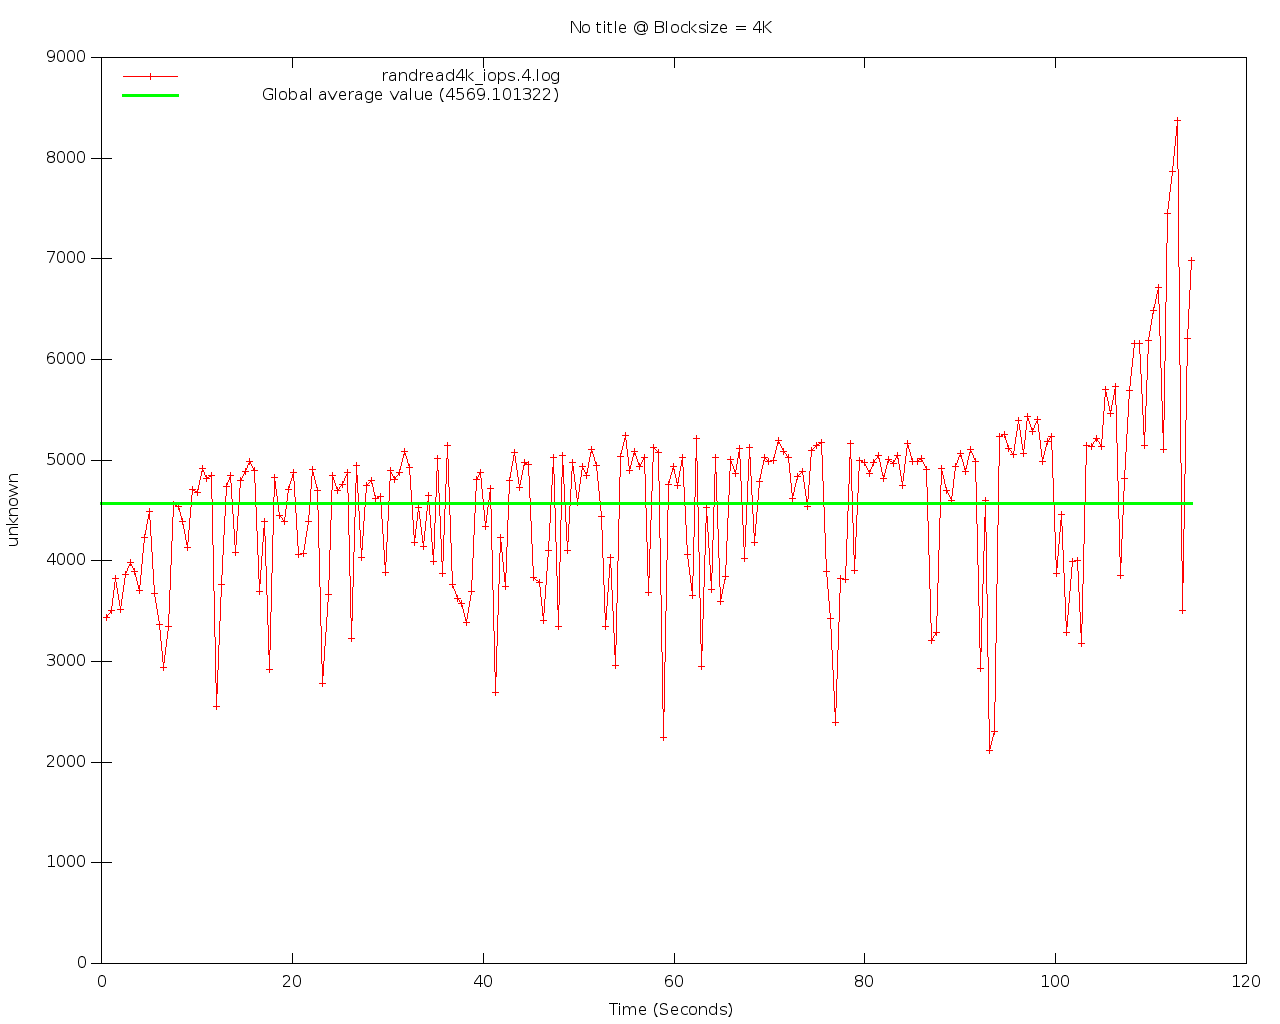 No title @ Blocksize = 4K
randread4k_iops.4.log
Global average value (4569.101322)
9000
8000
7000
6000
5000
4000
3000
2000
1000
0
unknown
0 20 40 60 80 100 120
Time (Seconds)